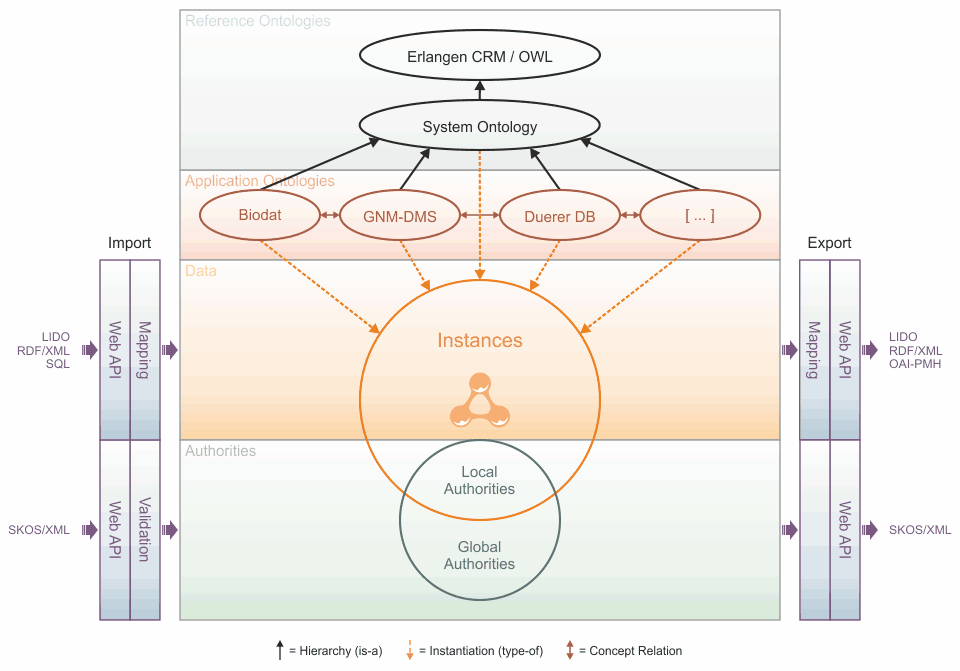 Reference Ontologies
Erlangen CRM / OWL
System Ontology
Application Ontologies
Biodat
GNM-DMS
Duerer DB
[ ... ]
Import
Export
Data
Instances
LIDO
RDF/XML
SQL
Web API
Mapping
Mapping
Web API
LIDO
RDF/XML
OAI-PMH
Authorities
Local
Authorities
Global
Authorities
SKOS/XML
Web API
Validation
Web API
SKOS/XML
= Hierarchy (is-a)
= Instantiation (type-of)
= Concept Relation